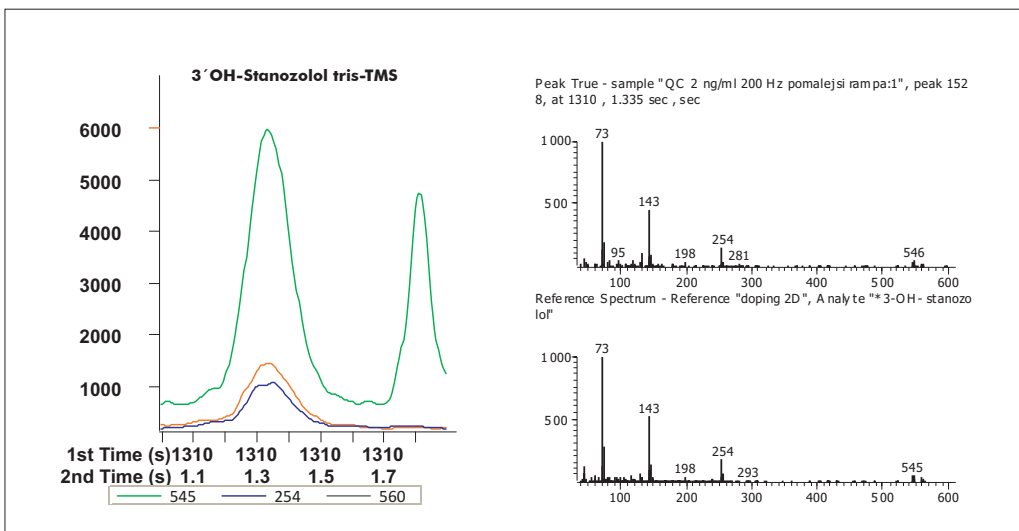 3´OH-Stanozolol tris-TMS
6000
5000
4000
3000
2000
1000
1st Time (s) 1310 1310 1310 1310
2nd Time (s) 1.1 1.3 1.5 1.7
545 254 560
Peak True - sample "QC 2 ng/ml 200 Hz pomalejsi rampa:1", peak 152
8, at 1310 , 1.335 sec , sec
1 000
500
73
143
95
198
254
281
546
100 200 300 400 500 600
Reference Spectrum - Reference "doping 2D", Analyte "*3-OH- stanozo
lol"
1 000
500
73
143
198
254
293
545
100 200 300 400 500 600